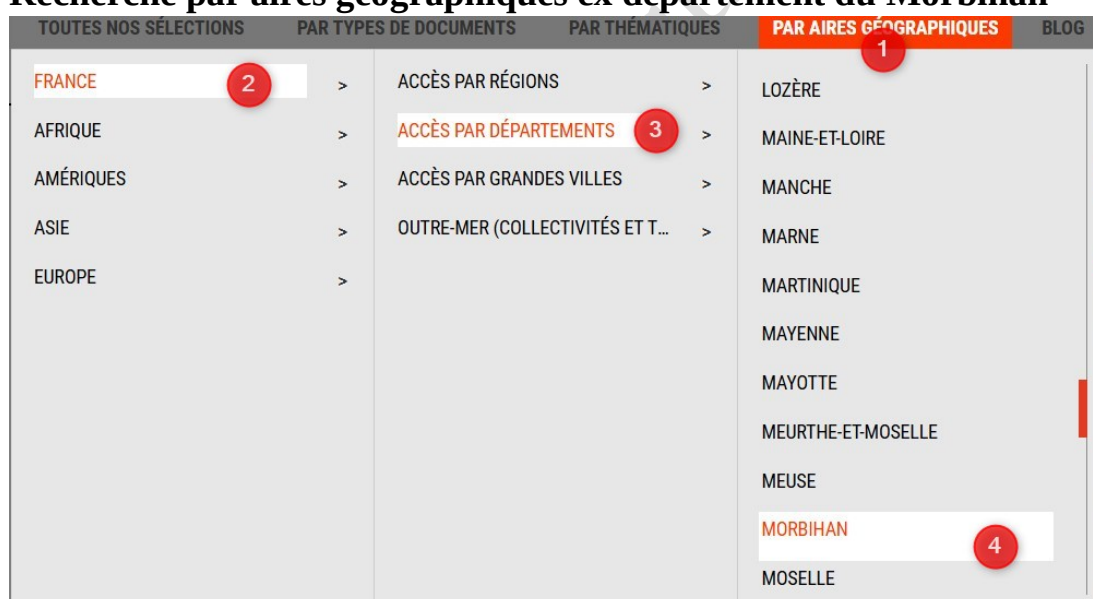 Recherche par aires géographiques ex département du Morbihan
TOUTES NOS SÉLECTIONS PAR TYPES DE DOCUMENTS PAR THÉMATIQUES PAR AIRES GÉOGRAPHIQUES BLOG
1
FRANCE 2 >
AFRIQUE >
AMÉRIQUES >
ASIE >
EUROPE >
ACCÈS PAR RÉGIONS >
ACCÈS PAR DÉPARTEMENTS 3 >
ACCÈS PAR GRANDES VILLES >
OUTRE-MER (COLLECTIVITÉS ET T... >
LOZÈRE
MAINE-ET-LOIRE
MANCHE
MARNE
MARTINIQUE
MAYENNE
MAYOTTE
MEURTHE-ET-MOSELLE
MEUSE
MORBIHAN 4
MOSELLE